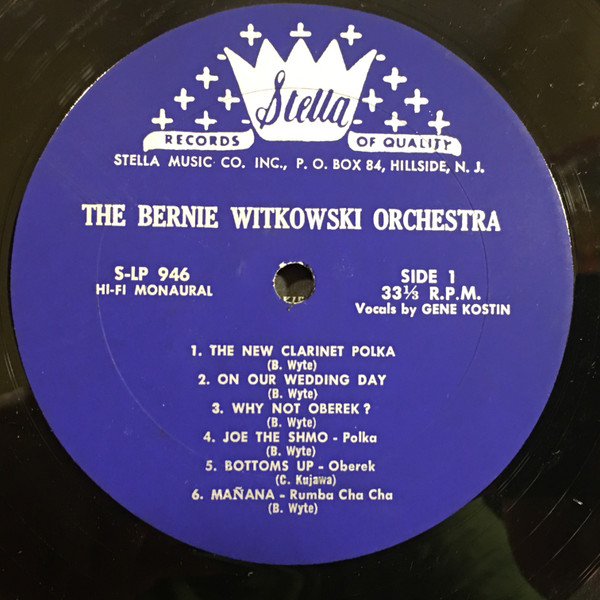 Stella
RECORDS OF QUALITY
STELLA MUSIC CO. INC., P. O. BOX 84, HILLSIDE, N. J.
THE BERNIE WITKOWSKI ORCHESTRA
S-LP 946
HI-FI MONAURAL
SIDE 1
33⅓ R.P.M.
Vocals by GENE KOSTIN
1. THE NEW CLARINET POLKA
(B. Wyte)
2. ON OUR WEDDING DAY
(B. Wyte)
3. WHY NOT OBEREK?
(B. Wyte)
4. JOE THE SHMO - Polka
(B. Wyte)
5. BOTTOMS UP - Oberek
(C. Kujawa)
6. MAÑANA - Rumba Cha Cha
(B. Wyte)